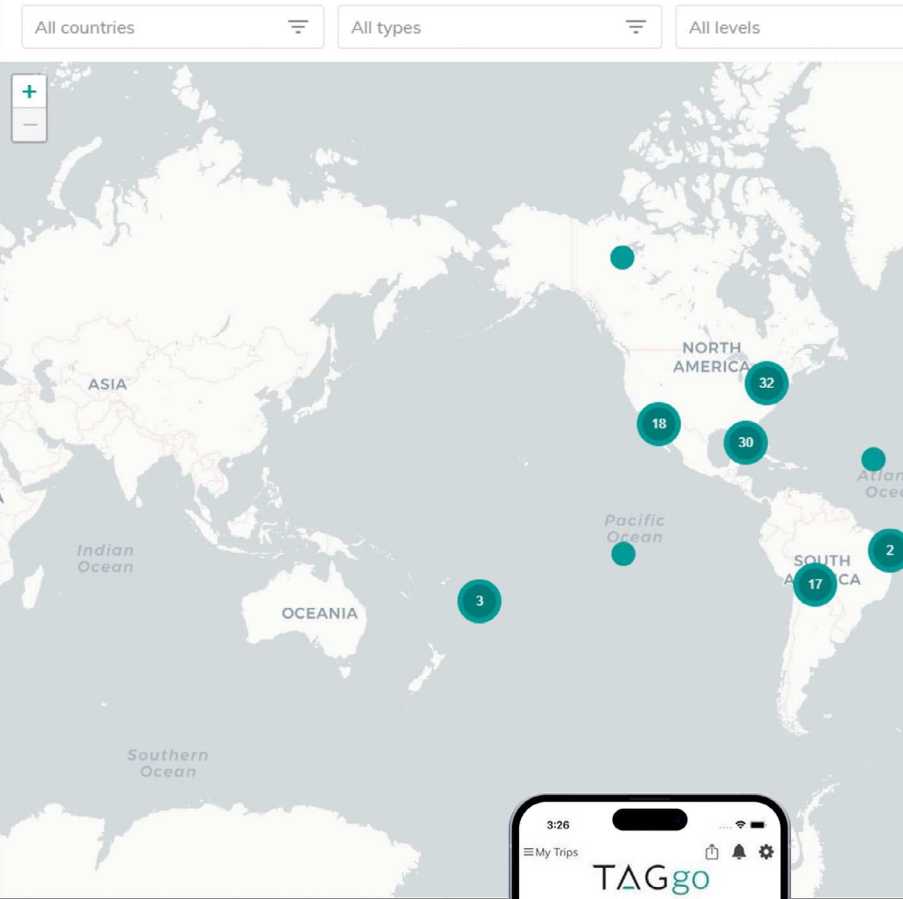 All countries
All types
All levels
+
−
NORTH
AMERICA
ASIA
32
18
30
Pacific
Ocean
Indian
Ocean
2
SOUTH
17
OCEANIA
3
Southern
Ocean
3:26
My Trips
TAGgo